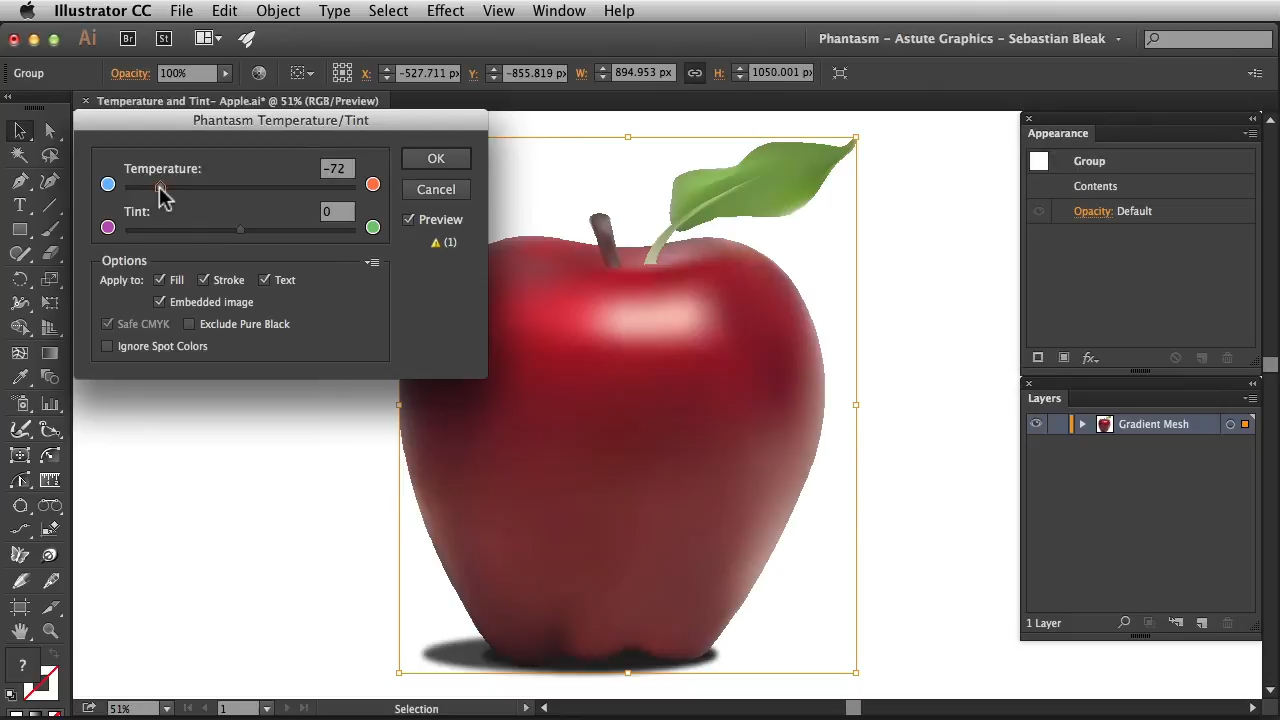 Illustrator CC File Edit Object Type Select Effect View Window Help
Ai Br St Phantasm – Astute Graphics – Sebastian Bleak
Group Opacity: 100% X: -527.711 px Y: -855.819 px W: 894.953 px H: 1050.001 px
Temperature and Tint- Apple.ai* @ 51% (RGB/Preview)
Phantasm Temperature/Tint
Temperature: -72
Tint: 0
OK
Cancel
Preview
(1)
Options
Apply to: Fill Stroke Text
Embedded image
Safe CMYK Exclude Pure Black
Ignore Spot Colors
Appearance
Group
Contents
Opacity: Default
fx
Layers
Gradient Mesh
1 Layer
T
?
51% 1 Selection